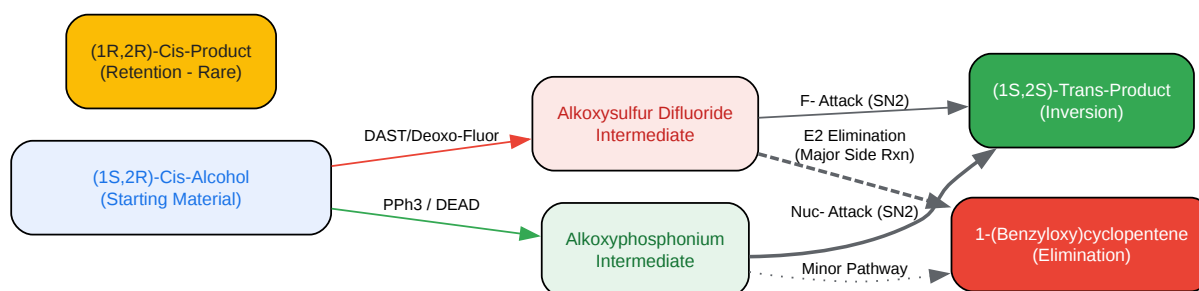 (1R,2R)-Cis-Product
(Retention - Rare)
(1S,2R)-Cis-Alcohol
(Starting Material)
DAST/Deoxo-Fluor
PPh3 / DEAD
Alkoxysulfur Difluoride
Intermediate
Alkoxyphosphonium
Intermediate
F- Attack (SN2)
E2 Elimination
(Major Side Rxn)
Nuc- Attack (SN2)
Minor Pathway
(1S,2S)-Trans-Product
(Inversion)
1-(Benzyloxy)cyclopentene
(Elimination)